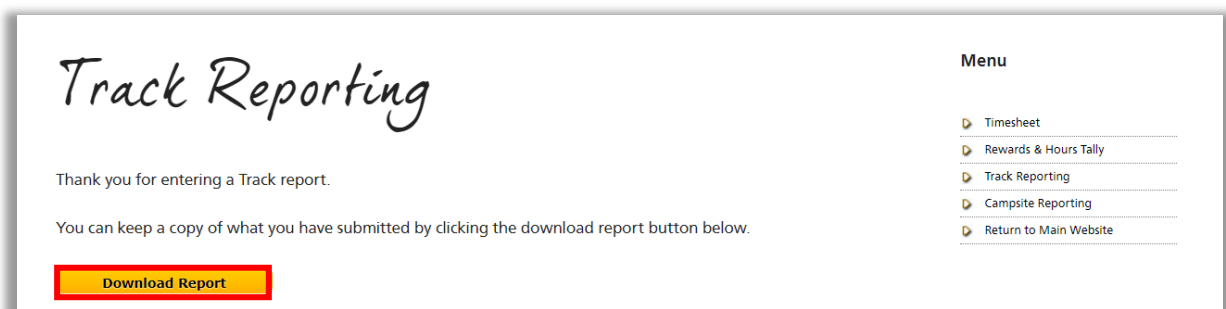 Track Reporting
Thank you for entering a Track report.
You can keep a copy of what you have submitted by clicking the download report button below.
Download Report
Menu
Timesheet
Rewards & Hours Tally
Track Reporting
Campsite Reporting
Return to Main Website